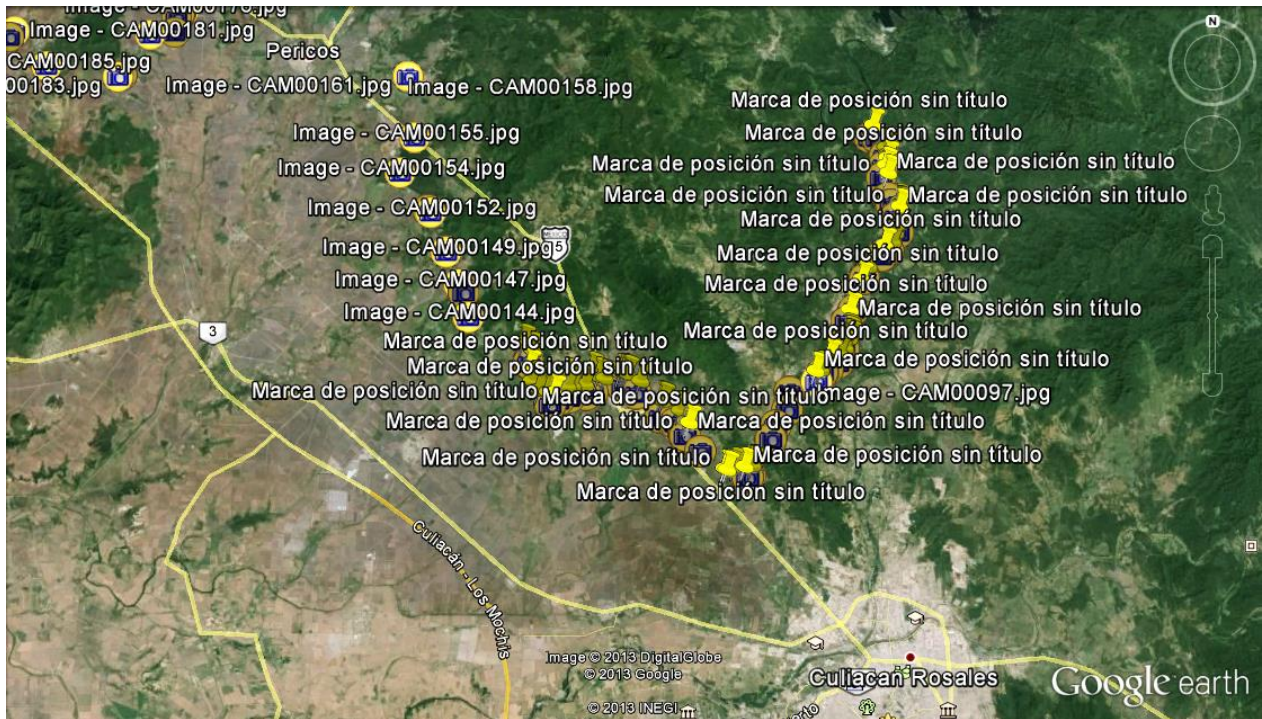 Image - CAM00181.jpg
Pericos
CAM00185.jpg
00183.jpg
Image - CAM00161.jpg
Image - CAM00158.jpg
N
Marca de posición sin título
Image - CAM00155.jpg
Marca de posición sin título
Image - CAM00154.jpg
Marca de posición sin título
Marca de posición sin título
Marca de posición sin título
Marca de posición sin título
Image - CAM00152.jpg
Marca de posición sin título
Image - CAM00149.jpg
MEXICO
15
Marca de posición sin título
Image - CAM00147.jpg
Marca de posición sin título
Image - CAM00144.jpg
Marca de posición sin título
3
Marca de posición sin título
Marca de posición sin título
Marca de posición sin título
Marca de posición sin título
Marca de posición sin título
Marca de posición sin título
Image - CAM00097.jpg
Marca de posición sin título
Marca de posición sin título
Marca de posición sin título
Marca de posición sin título
Marca de posición sin título
Culiacán - Los Mochis
Image © 2013 DigitalGlobe
© 2013 Google
© 2013 INEGI
Culiacan Rosales
Google earth